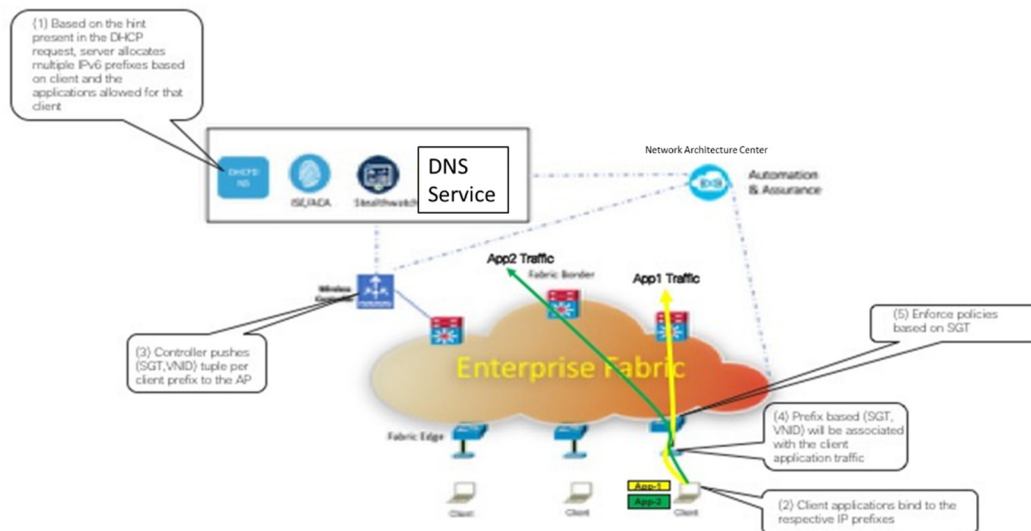 (1) Based on the hint
present in the DHCP
request, server allocates
multiple IPv6 prefixes based
on client and the
applications allowed for that
client
DNS
Service
ISE/ACA
Stealthwatch
Network Architecture Center
Automation
& Assurance
App2 Traffic
Fabric Border
App1 Traffic
Wireless
Controller
(5) Enforce policies
based on SGT
(3) Controller pushes
(SGT,VNID) tuple per
client prefix to the AP
Enterprise Fabric
(4) Prefix based (SGT,
VNID) will be associated
with the client
application traffic
Fabric Edge
App-1
App-2
Client
Client
Client
(2) Client applications bind to the
respective IP prefixes